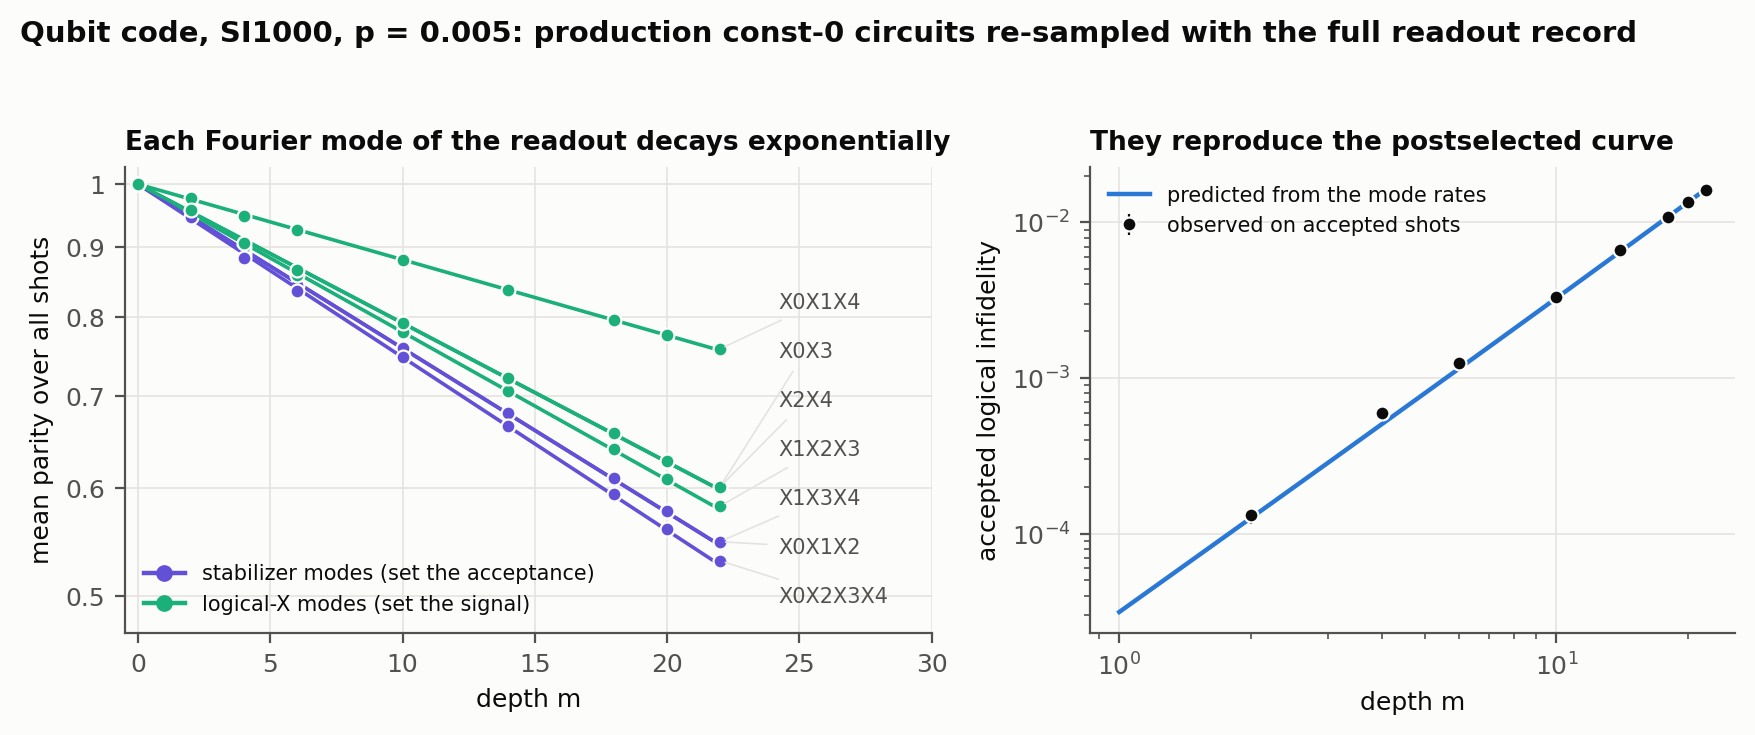 Qubit code, SI1000, p = 0.005: production const-0 circuits re-sampled with the full readout record
Each Fourier mode of the readout decays exponentially
mean parity over all shots
1
0.9
0.8
0.7
0.6
0.5
X0X1X4
X0X3
X2X4
X1X2X3
X1X3X4
X0X1X2
X0X2X3X4
stabilizer modes (set the acceptance)
logical-X modes (set the signal)
0 5 10 15 20 25 30
depth m
They reproduce the postselected curve
accepted logical infidelity
predicted from the mode rates
observed on accepted shots
10⁻²
10⁻³
10⁻⁴
10⁰ 10¹
depth m